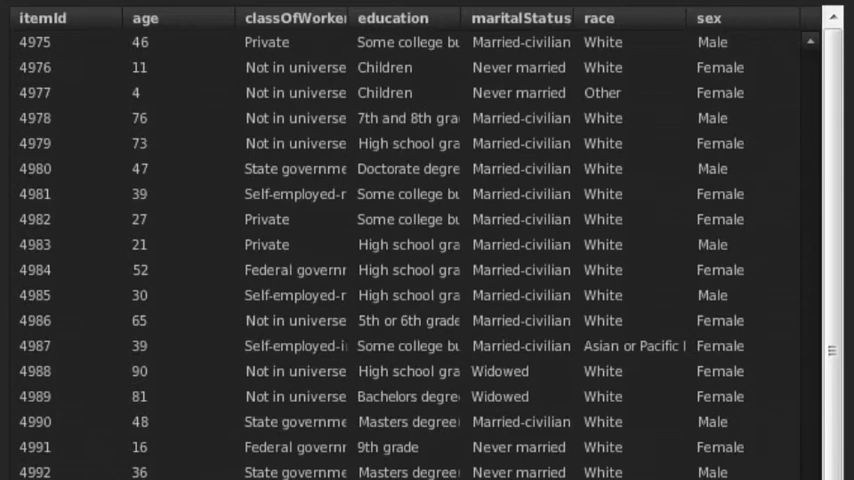 itemId age classOfWorke education maritalStatus race sex
4975 46 Private Some college bu Married-civilian White Male
4976 11 Not in universe Children Never married White Female
4977 4 Not in universe Children Never married Other Female
4978 76 Not in universe 7th and 8th gra Married-civilian White Male
4979 73 Not in universe High school gra Married-civilian White Female
4980 47 State governme Doctorate degre Married-civilian White Male
4981 39 Self-employed-r Some college bu Married-civilian White Female
4982 27 Private Some college bu Married-civilian White Female
4983 21 Private High school gra Married-civilian White Male
4984 52 Federal governr High school gra Married-civilian White Female
4985 30 Self-employed-r High school gra Married-civilian White Male
4986 65 Not in universe 5th or 6th grade Married-civilian White Female
4987 39 Self-employed-i Some college bu Married-civilian Asian or Pacific I Female
4988 90 Not in universe High school gra Widowed White Female
4989 81 Not in universe Bachelors degre Widowed White Female
4990 48 State governme Masters degree Married-civilian White Male
4991 16 Federal governr 9th grade Never married White Female
4992 36 State governme Masters degree Never married White Male